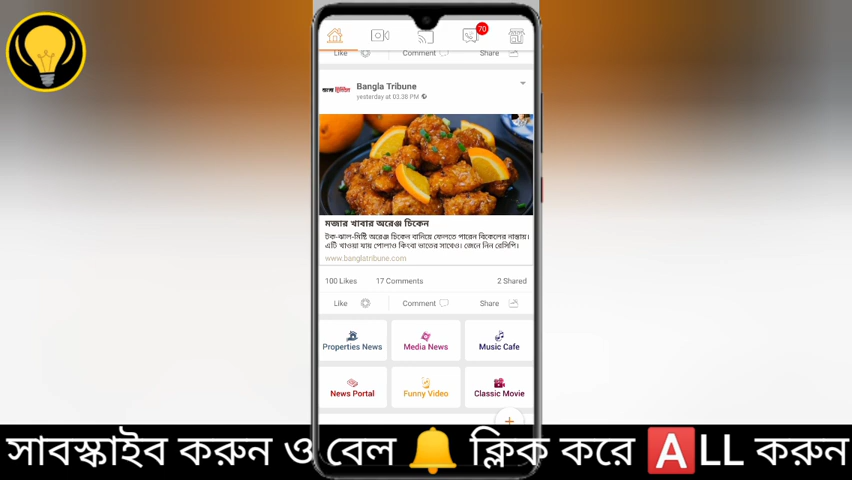 70
Like Comment Share
বাংলা ট্রিবিউন
Bangla Tribune
yesterday at 03.38 PM
মজার খাবার অরেঞ্জ চিকেন
টক-ঝাল-মিষ্টি অরেঞ্জ চিকেন বানিয়ে ফেলতে পারেন বিকেলের নাস্তায়।
এটি খাওয়া যায় পোলাও কিংবা ভাতের সাথেও। জেনে নিন রেসিপি।
www.banglatribune.com
100 Likes 17 Comments 2 Shared
Like Comment Share
Properties News Media News Music Cafe
News Portal Funny Video Classic Movie
সাবস্ক্রাইব করুন ও বেল 🔔 ক্লিক করে ALL করুন